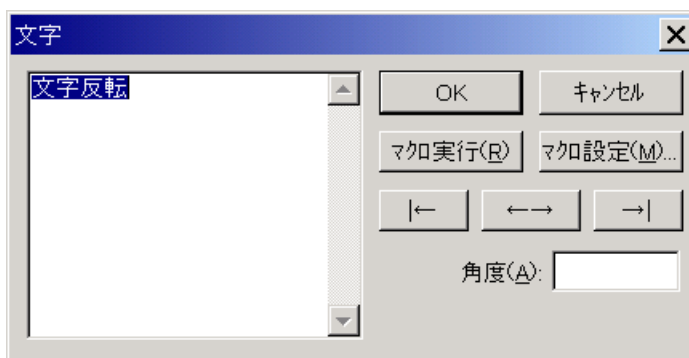 文字
文字反転
OK
ｷｬﾝｾﾙ
ﾏｸﾛ実行(R)
ﾏｸﾛ設定(M)...
|←
←→
→|
角度(A):